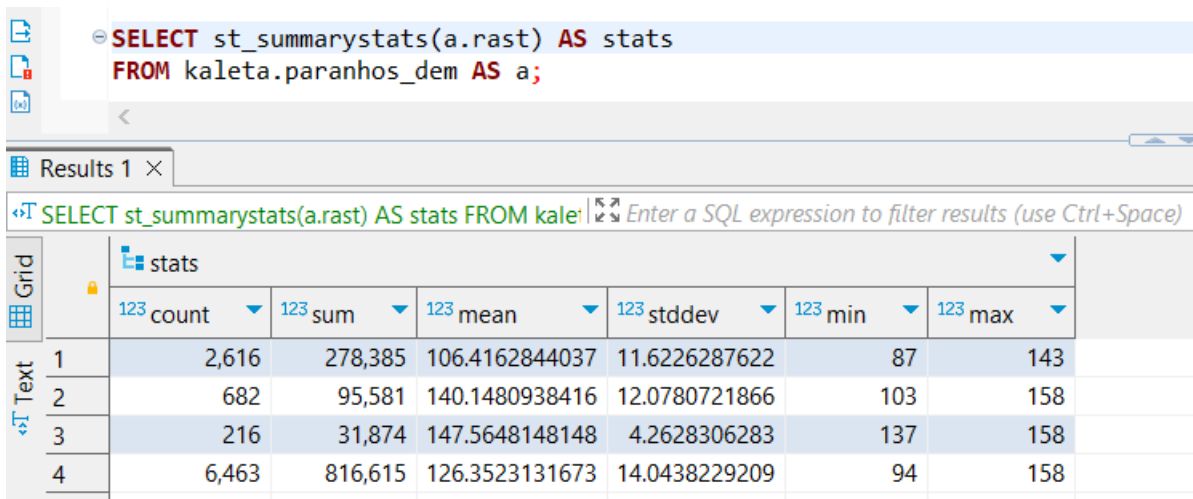 SELECT st_summarystats(a.rast) AS stats
FROM kaleta.paranhos_dem AS a;
Results 1
SELECT st_summarystats(a.rast) AS stats FROM kalet Enter a SQL expression to filter results (use Ctrl+Space)
Grid
Text
stats
123 count 123 sum 123 mean 123 stddev 123 min 123 max
1 2,616 278,385 106.4162844037 11.6226287622 87 143
2 682 95,581 140.1480938416 12.0780721866 103 158
3 216 31,874 147.5648148148 4.2628306283 137 158
4 6,463 816,615 126.3523131673 14.0438229209 94 158